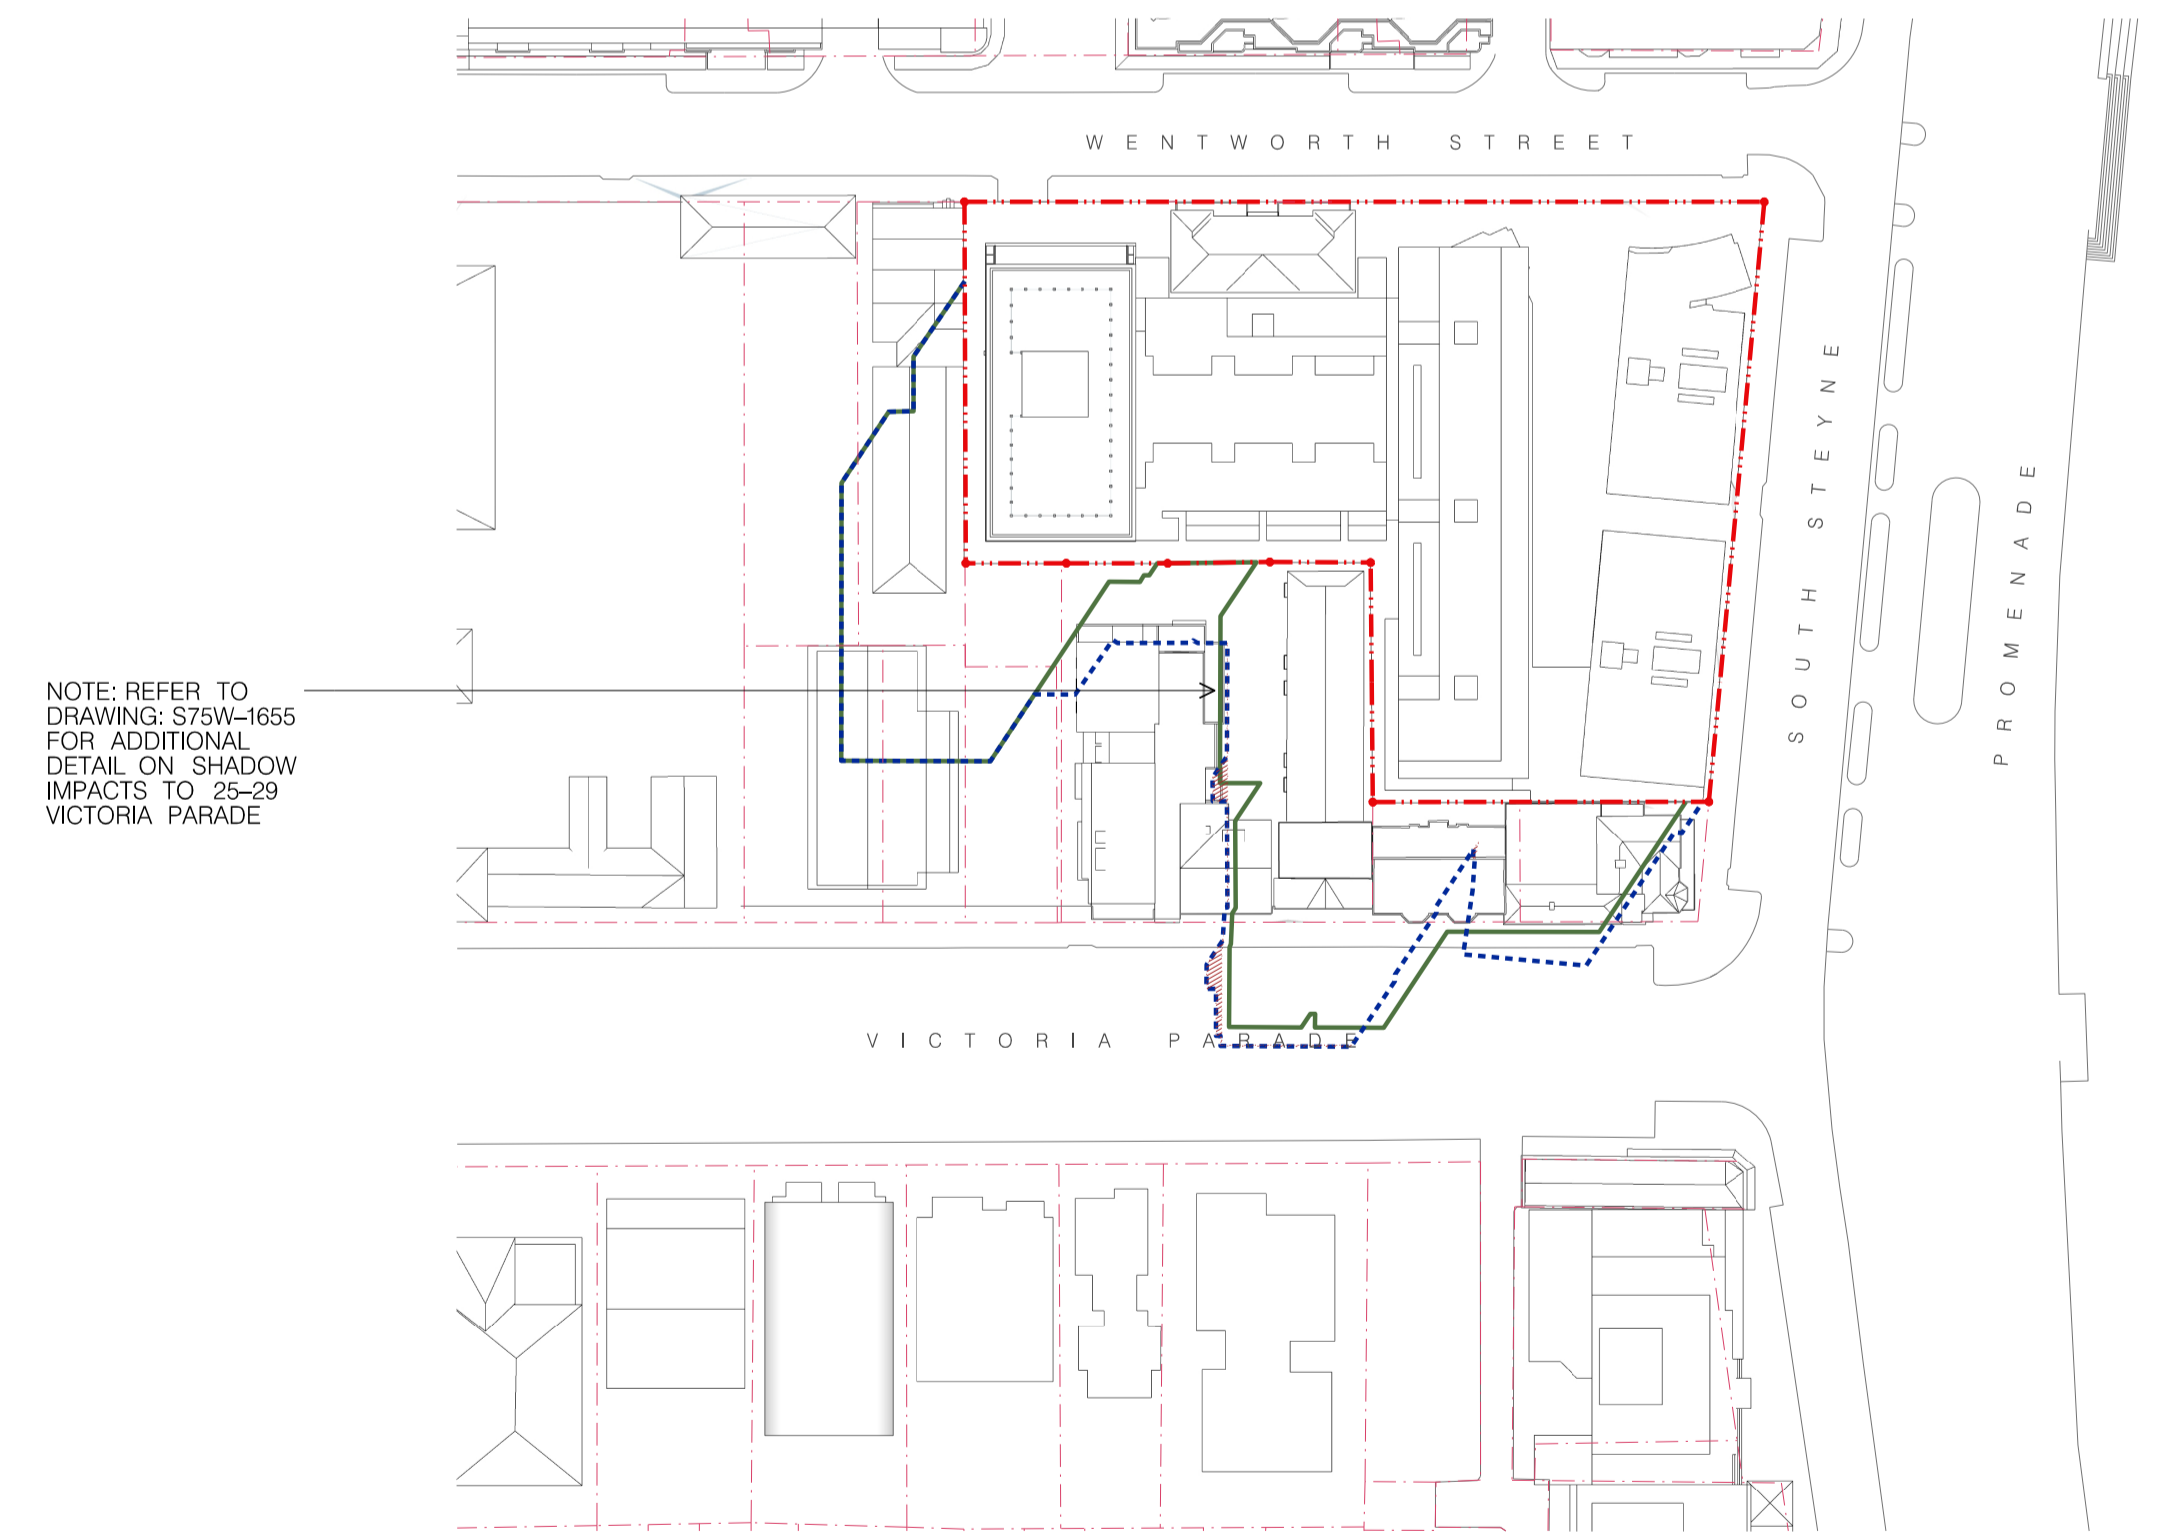 WENTWORTH STREET
SOUTH STEYNE
PROMENADE
NOTE: REFER TO
DRAWING: S75W–1655
FOR ADDITIONAL
DETAIL ON SHADOW
IMPACTS TO 25–29
VICTORIA PARADE
VICTORIA PARADE